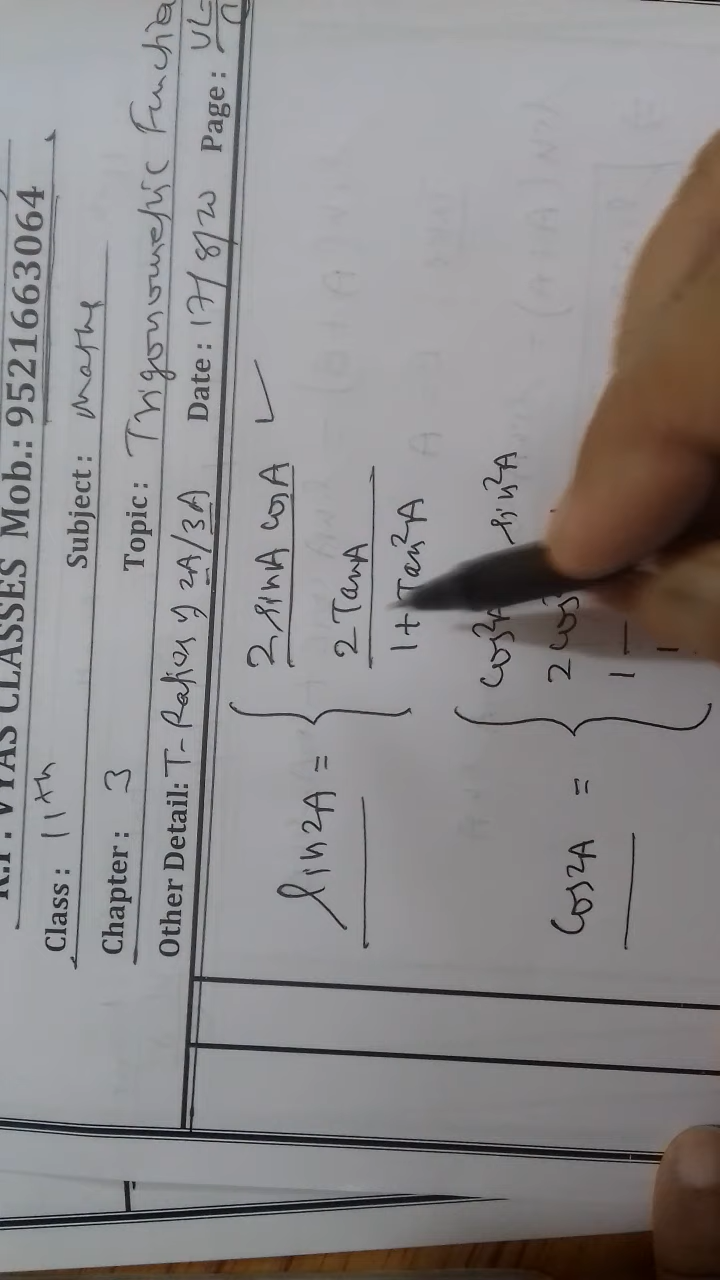 VYAS CLASSES Mob.: 9521663064
Class: 11th Subject: Maths
Chapter: 3 Topic: Trigonometric Functio
Other Detail: T-Ratios of 2A/3A Date: 17/8/20 Page:
sin2A = { 2 sinA cosA ✓
2 TanA
1+Tan²A
cos2A = { cos²A sin²A
2 cos
1
1